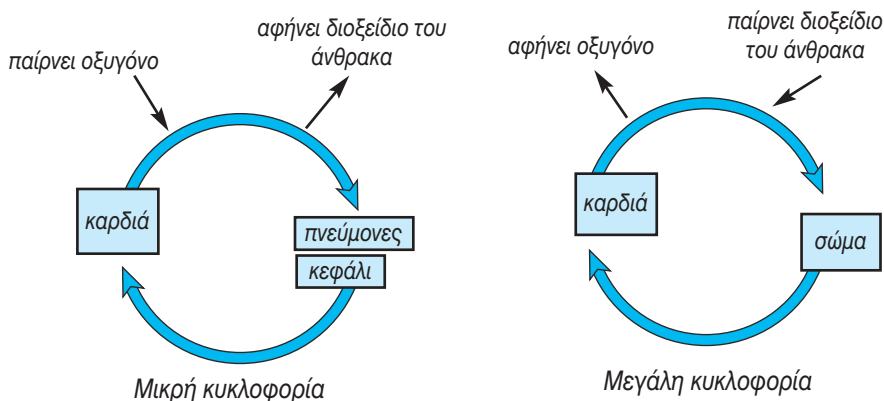 παίρνει οξυγόνο
αφήνει διοξείδιο του
άνθρακα
καρδιά
πνεύμονες
κεφάλι
Μικρή κυκλοφορία
αφήνει οξυγόνο
παίρνει διοξείδιο
του άνθρακα
καρδιά
σώμα
Μεγάλη κυκλοφορία